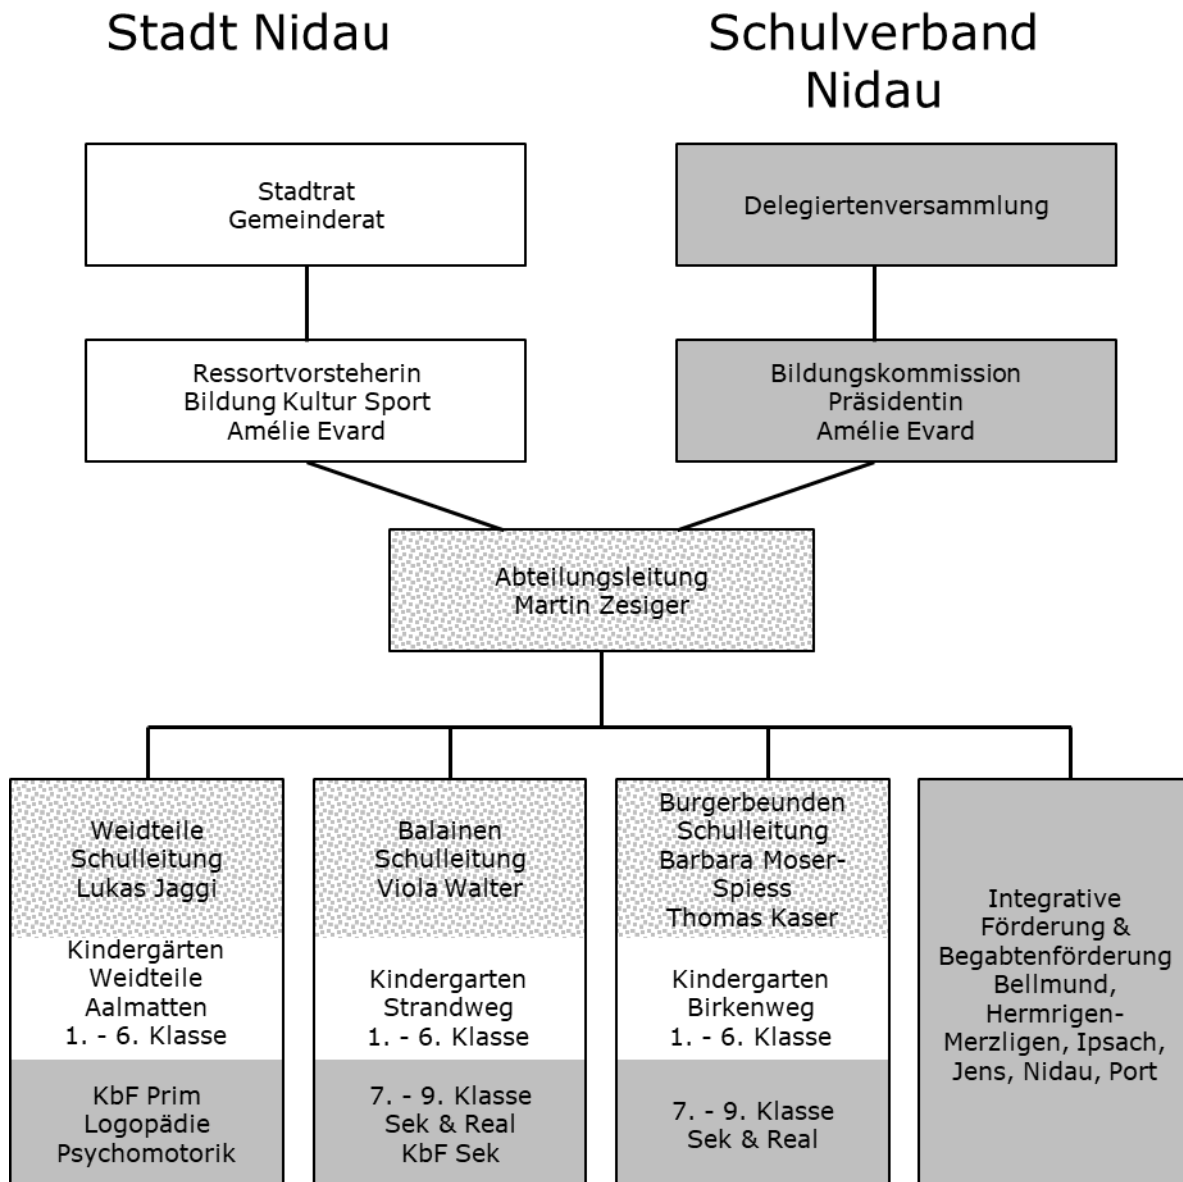 Stadt Nidau
Schulverband
Nidau
Stadtrat
Gemeinderat
Delegiertenversammlung
Ressortvorsteherin
Bildung Kultur Sport
Amélie Evard
Bildungskommission
Präsidentin
Amélie Evard
Abteilungsleitung
Martin Zesiger
Weidteile
Schulleitung
Lukas Jaggi
Kindergärten
Weidteile
Aalmatten
1. - 6. Klasse
KbF Prim
Logopädie
Psychomotorik
Balainen
Schulleitung
Viola Walter
Kindergarten
Strandweg
1. - 6. Klasse
7. - 9. Klasse
Sek & Real
KbF Sek
Burgerbeunden
Schulleitung
Barbara Moser-
Spiess
Thomas Kaser
Kindergarten
Birkenweg
1. - 6. Klasse
7. - 9. Klasse
Sek & Real
Integrative
Förderung &
Begabtenförderung
Bellmund,
Hermrigen-
Merzligen, Ipsach,
Jens, Nidau, Port